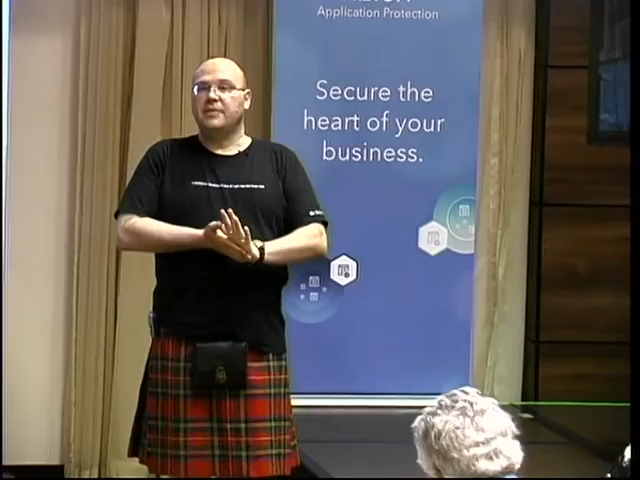 Application Protection
Secure the
heart of your
business.